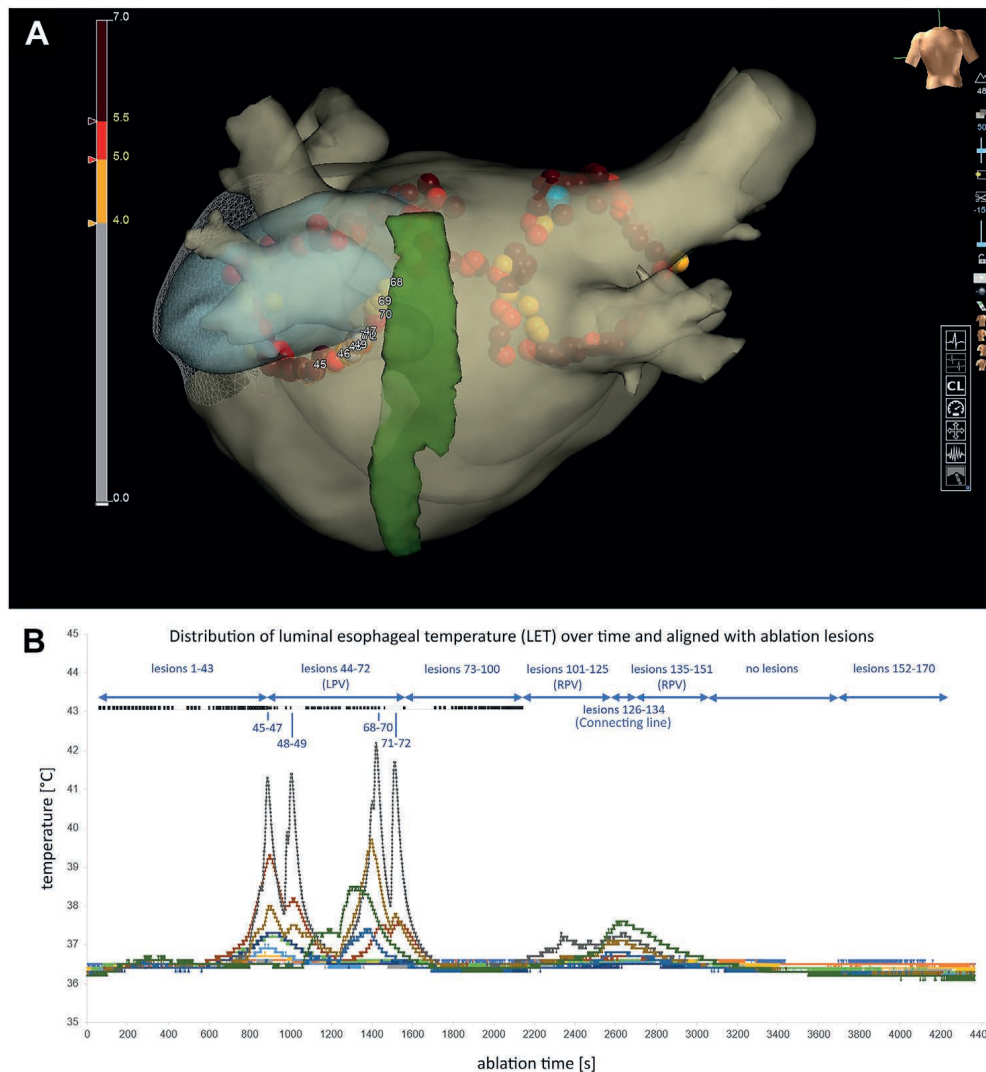 A
7.0
5.5
5.0
4.0
0.0
48
50
-15
68
69
70
47
46
45
CL
B
Distribution of luminal esophageal temperature (LET) over time and aligned with ablation lesions
lesions 1-43
lesions 44-72
(LPV)
lesions 73-100
lesions 101-125
(RPV)
lesions 135-151
(RPV)
no lesions
lesions 152-170
lesions 126-134
(Connecting line)
45-47
48-49
68-70
71-72
45
44
43
42
41
40
39
38
37
36
35
temperature [°C]
0 200 400 600 800 1000 1200 1400 1600 1800 2000 2200 2400 2600 2800 3000 3200 3400 3600 3800 4000 4200 440
ablation time [s]